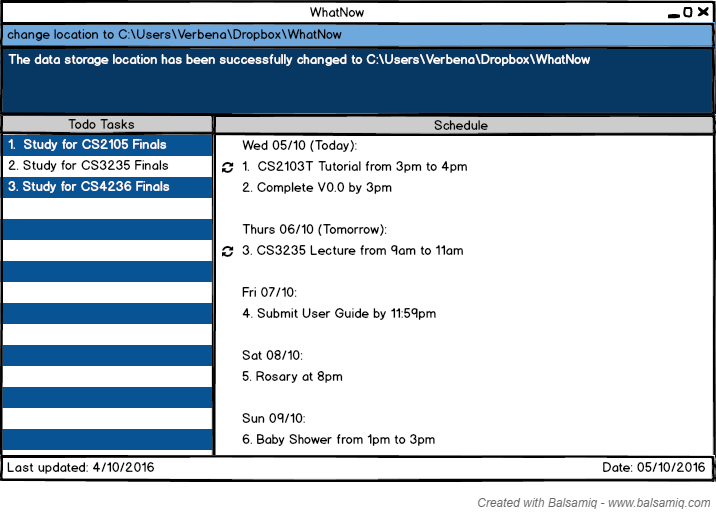 WhatNow
change location to C:\Users\Verbena\Dropbox\WhatNow
The data storage location has been successfully changed to C:\Users\Verbena\Dropbox\WhatNow
Todo Tasks
1. Study for CS2105 Finals
2. Study for CS3235 Finals
3. Study for CS4236 Finals
Schedule
Wed 05/10 (Today):
1. CS2103T Tutorial from 3pm to 4pm
2. Complete V0.0 by 3pm
Thurs 06/10 (Tomorrow):
3. CS3235 Lecture from 9am to 11am
Fri 07/10:
4. Submit User Guide by 11:59pm
Sat 08/10:
5. Rosary at 8pm
Sun 09/10:
6. Baby Shower from 1pm to 3pm
Last updated: 4/10/2016
Date: 05/10/2016
Created with Balsamiq - www.balsamiq.com